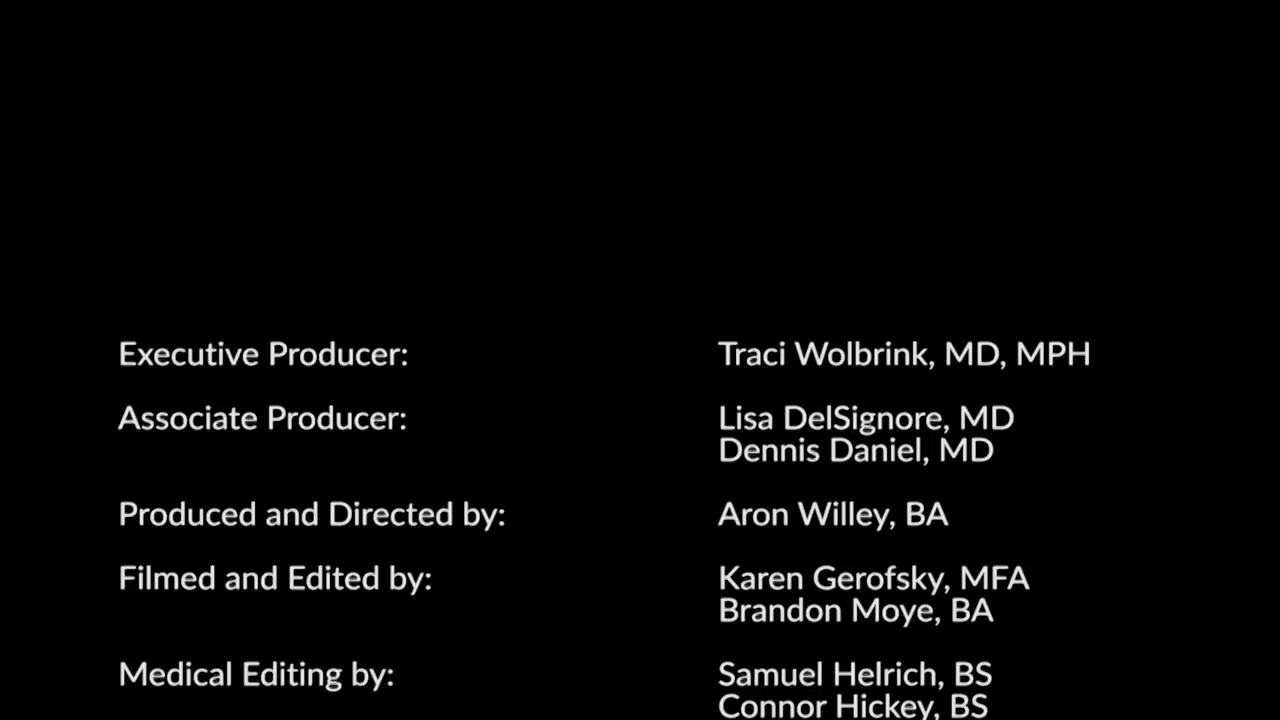 Executive Producer: Traci Wolbrink, MD, MPH
Associate Producer: Lisa DelSignore, MD
Dennis Daniel, MD
Produced and Directed by: Aron Willey, BA
Filmed and Edited by: Karen Gerofsky, MFA
Brandon Moye, BA
Medical Editing by: Samuel Helrich, BS
Connor Hickey, BS